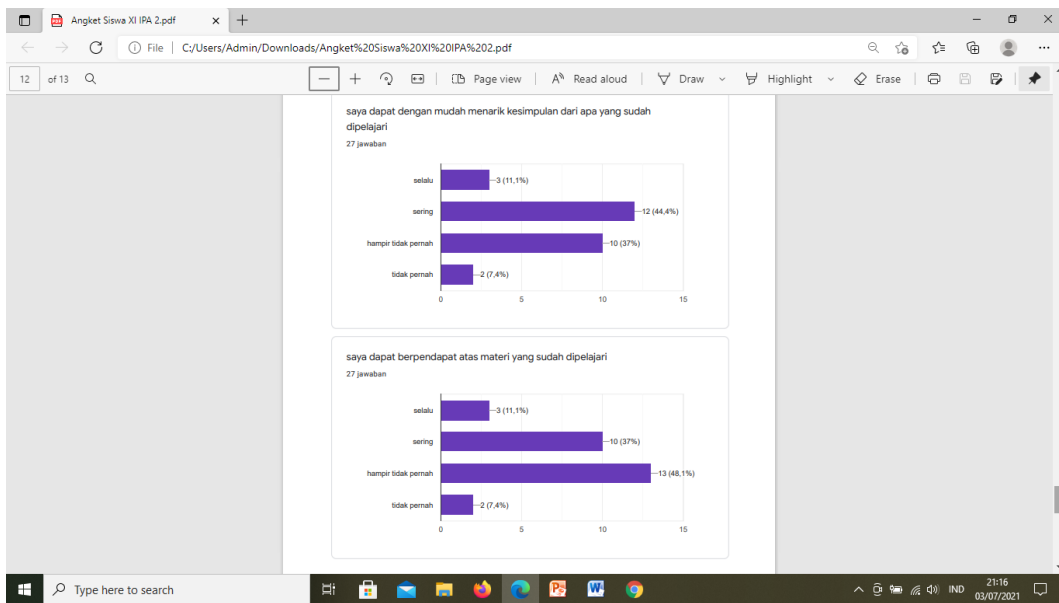 Angket Siswa XI IPA 2.pdf
File | C:/Users/Admin/Downloads/Angket%20Siswa%20XI%20IPA%202.pdf
12 of 13 Page view Read aloud Draw Highlight Erase
saya dapat dengan mudah menarik kesimpulan dari apa yang sudah
dipelajari
27 jawaban
selalu 3 (11,1%)
sering 12 (44,4%)
hampir tidak pernah 10 (37%)
tidak pernah 2 (7,4%)
0 5 10 15
saya dapat berpendapat atas materi yang sudah dipelajari
27 jawaban
selalu 3 (11,1%)
sering 10 (37%)
hampir tidak pernah 13 (48,1%)
tidak pernah 2 (7,4%)
0 5 10 15
Type here to search IND 21:16
03/07/2021